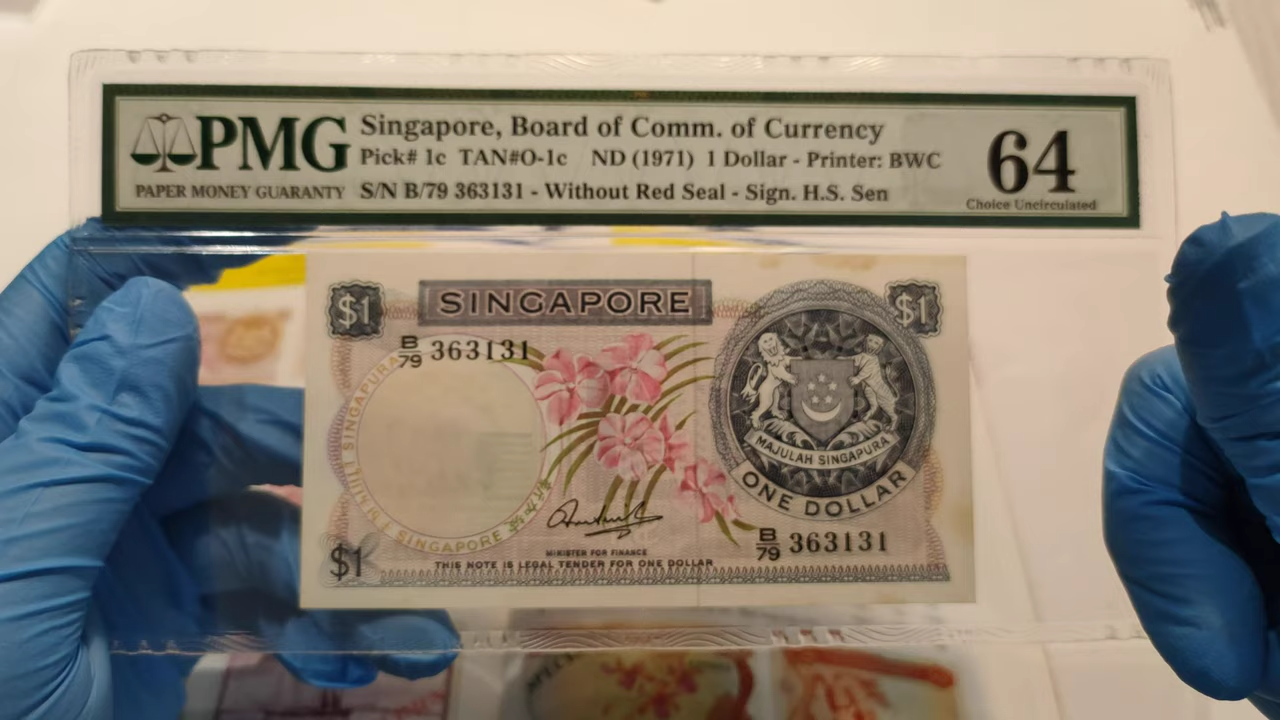 PMG
PAPER MONEY GUARANTY
Singapore, Board of Comm. of Currency
Pick# 1c TAN#O-1c ND (1971) 1 Dollar - Printer: BWC
S/N B/79 363131 - Without Red Seal - Sign. H.S. Sen
64
Choice Uncirculated
$1
SINGAPORE
$1
B/79 363131
MAJULAH SINGAPURA
ONE DOLLAR
SINGAPURA
SINGAPORE
B/79 363131
MINISTER FOR FINANCE
$1
THIS NOTE IS LEGAL TENDER FOR ONE DOLLAR